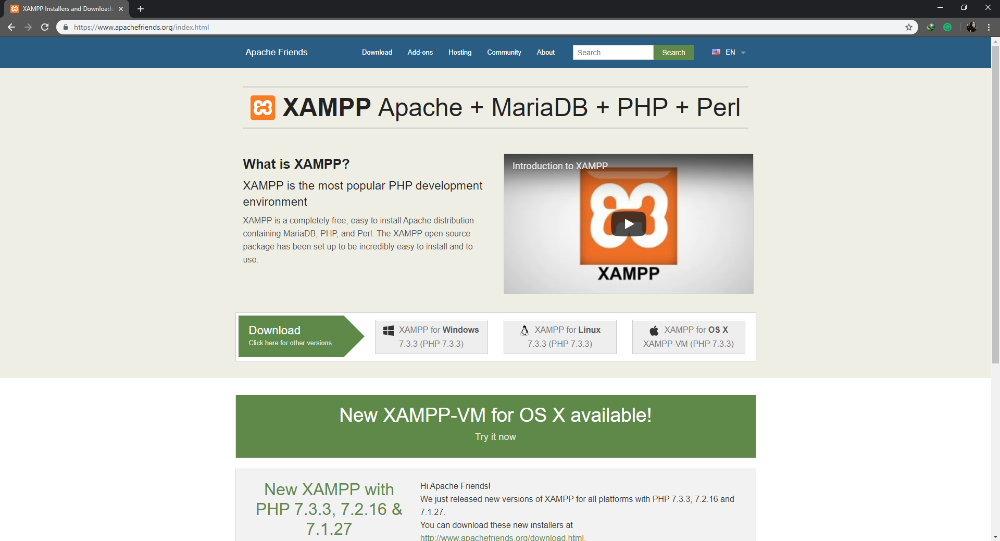 XAMPP Installers and Downloads
https://www.apachefriends.org/index.html
Apache Friends
Download
Add-ons
Hosting
Community
About
Search..
Search
EN
XAMPP Apache + MariaDB + PHP + Perl
What is XAMPP?
XAMPP is the most popular PHP development
environment
XAMPP is a completely free, easy to install Apache distribution
containing MariaDB, PHP, and Perl. The XAMPP open source
package has been set up to be incredibly easy to install and to
use.
Introduction to XAMPP
XAMPP
Download
Click here for other versions
XAMPP for Windows
7.3.3 (PHP 7.3.3)
XAMPP for Linux
7.3.3 (PHP 7.3.3)
XAMPP for OS X
XAMPP-VM (PHP 7.3.3)
New XAMPP-VM for OS X available!
Try it now
New XAMPP with
PHP 7.3.3, 7.2.16 &
7.1.27
Hi Apache Friends!
We just released new versions of XAMPP for all platforms with PHP 7.3.3, 7.2.16 and
7.1.27.
You can download these new installers at
http://www.apachefriends.org/download.html.